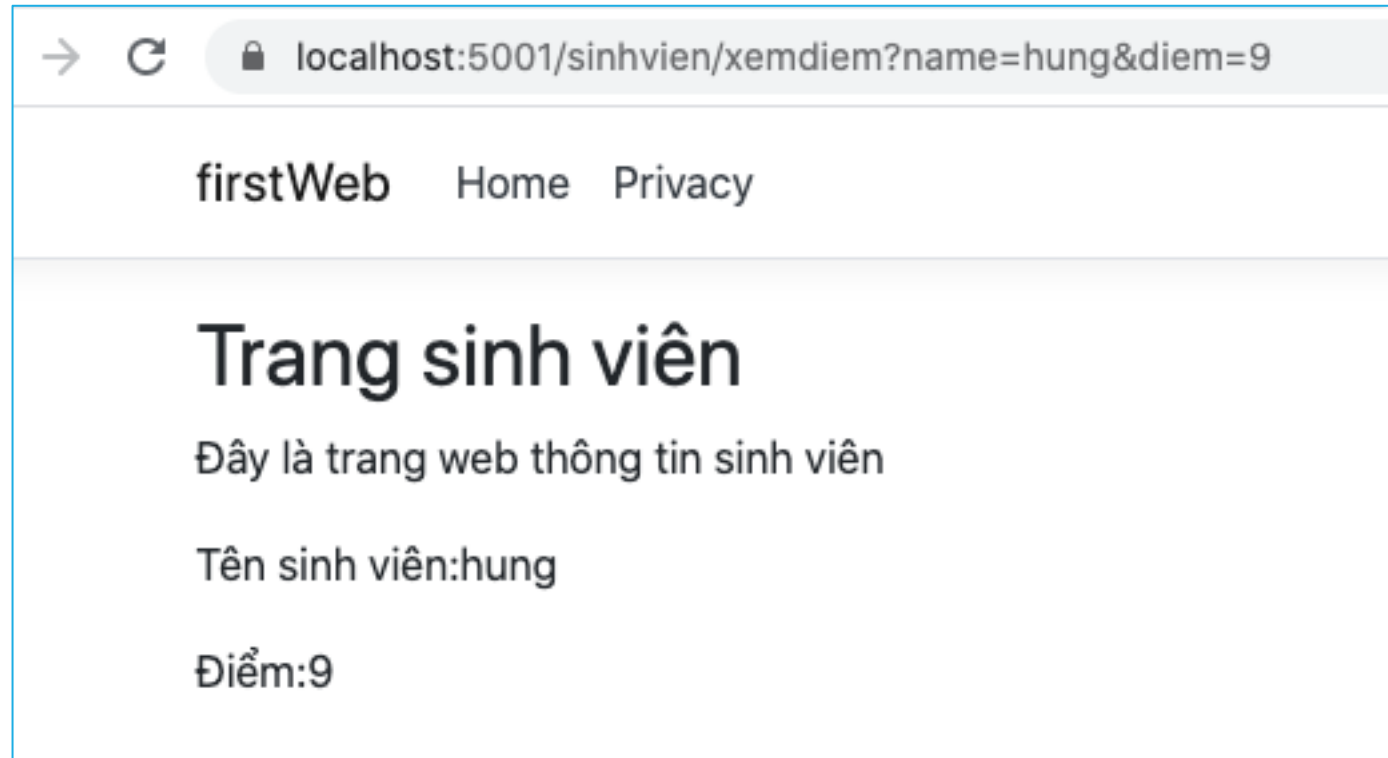 localhost:5001/sinhvien/xemdiem?name=hung&diem=9
firstWeb Home Privacy
Trang sinh viên
Đây là trang web thông tin sinh viên
Tên sinh viên:hung
Điểm:9